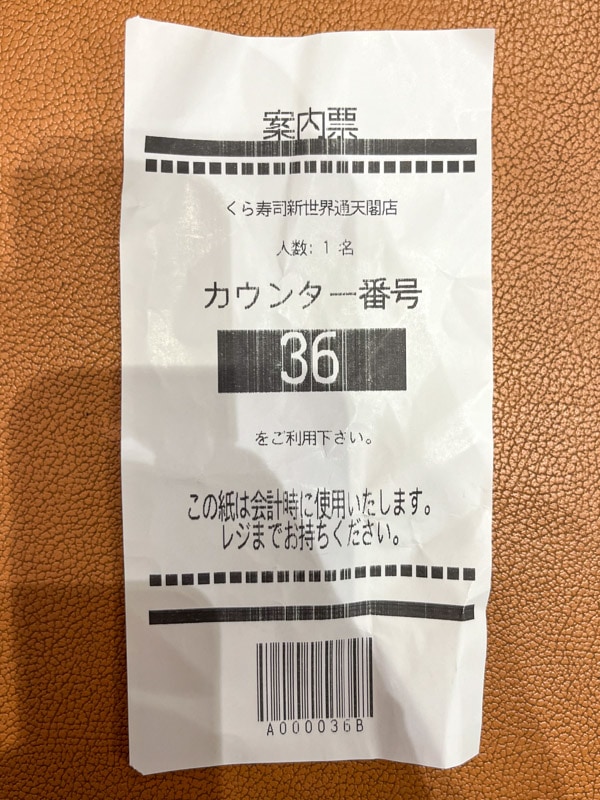 案内票
くら寿司新世界通天閣店
人数: 1 名
カウンター番号
36
をご利用下さい。
この紙は会計時に使用いたします。
レジまでお持ちください。
A000036B